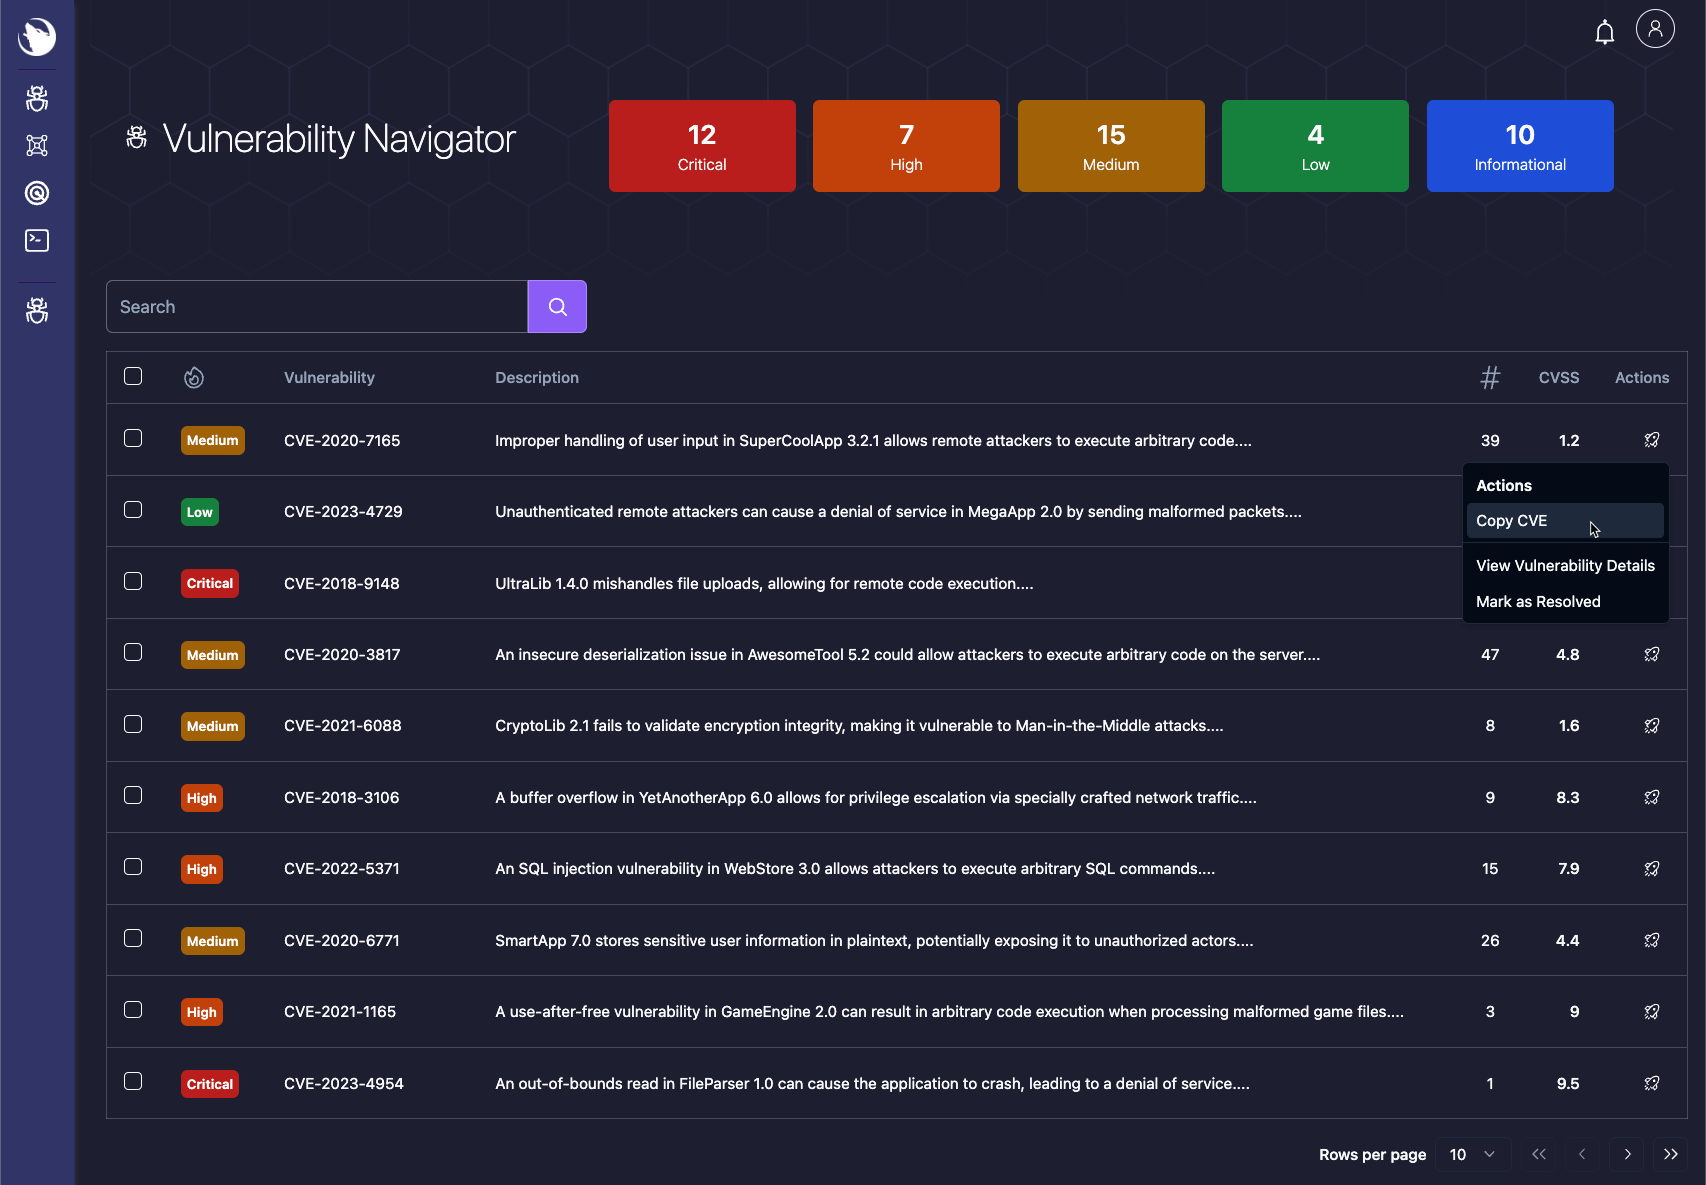 Vulnerability Navigator
12
Critical
7
High
15
Medium
4
Low
10
Informational
Search
Vulnerability Description # CVSS Actions
Medium CVE-2020-7165 Improper handling of user input in SuperCoolApp 3.2.1 allows remote attackers to execute arbitrary code.... 39 1.2
Actions
Copy CVE
View Vulnerability Details
Mark as Resolved
Low CVE-2023-4729 Unauthenticated remote attackers can cause a denial of service in MegaApp 2.0 by sending malformed packets....
Critical CVE-2018-9148 UltraLib 1.4.0 mishandles file uploads, allowing for remote code execution....
Medium CVE-2020-3817 An insecure deserialization issue in AwesomeTool 5.2 could allow attackers to execute arbitrary code on the server.... 47 4.8
Medium CVE-2021-6088 CryptoLib 2.1 fails to validate encryption integrity, making it vulnerable to Man-in-the-Middle attacks.... 8 1.6
High CVE-2018-3106 A buffer overflow in YetAnotherApp 6.0 allows for privilege escalation via specially crafted network traffic.... 9 8.3
High CVE-2022-5371 An SQL injection vulnerability in WebStore 3.0 allows attackers to execute arbitrary SQL commands.... 15 7.9
Medium CVE-2020-6771 SmartApp 7.0 stores sensitive user information in plaintext, potentially exposing it to unauthorized actors.... 26 4.4
High CVE-2021-1165 A use-after-free vulnerability in GameEngine 2.0 can result in arbitrary code execution when processing malformed game files.... 3 9
Critical CVE-2023-4954 An out-of-bounds read in FileParser 1.0 can cause the application to crash, leading to a denial of service.... 1 9.5
Rows per page 10